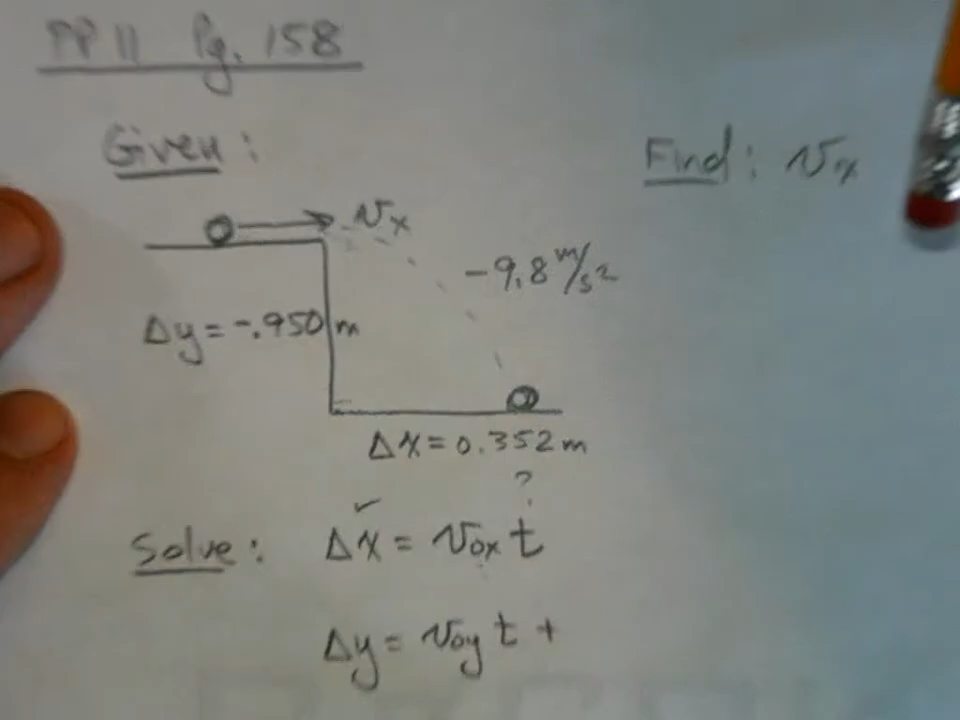 PP 11 Pg. 158
Given:
Find: vₓ
vₓ
-9.8 m/s²
Δy = -.950 m
Δx = 0.352 m
?
✓
Solve: Δx = v₀ₓ t
Δy = v₀y t +